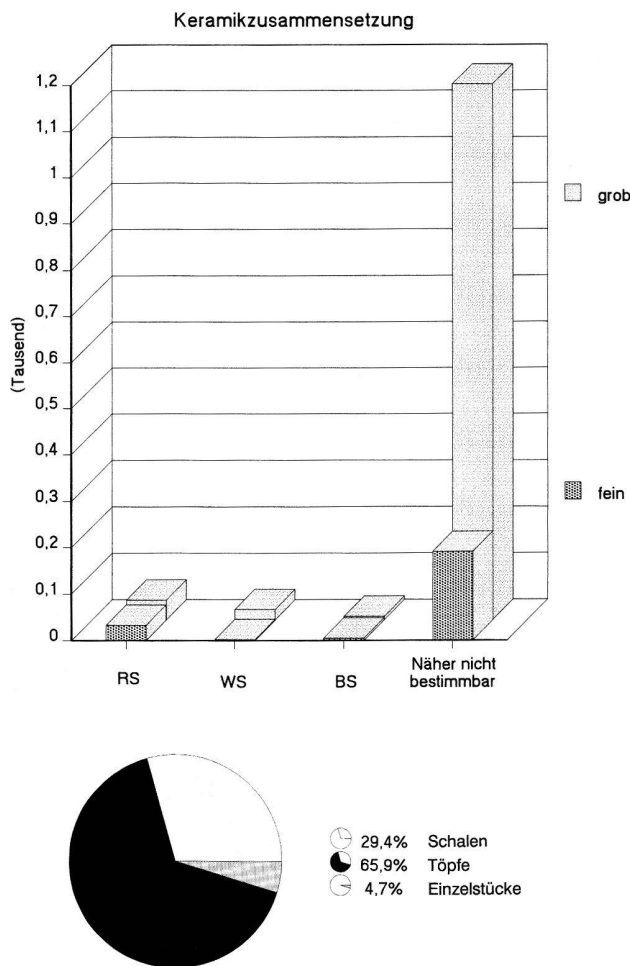 Keramikzusammensetzung
1,2
1,1
1
0,9
0,8
0,7
0,6
0,5
0,4
0,3
0,2
0,1
0
(Tausend)
grob
fein
RS
WS
BS
Näher nicht
bestimmbar
29,4% Schalen
65,9% Töpfe
4,7% Einzelstücke